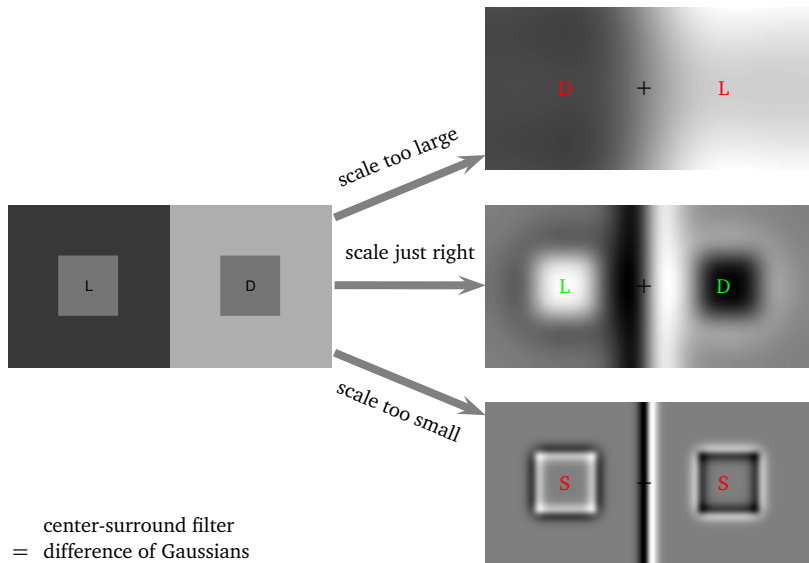 D + L
scale too large
scale just right
L D
L + D
scale too small
S + S
center-surround filter
= difference of Gaussians